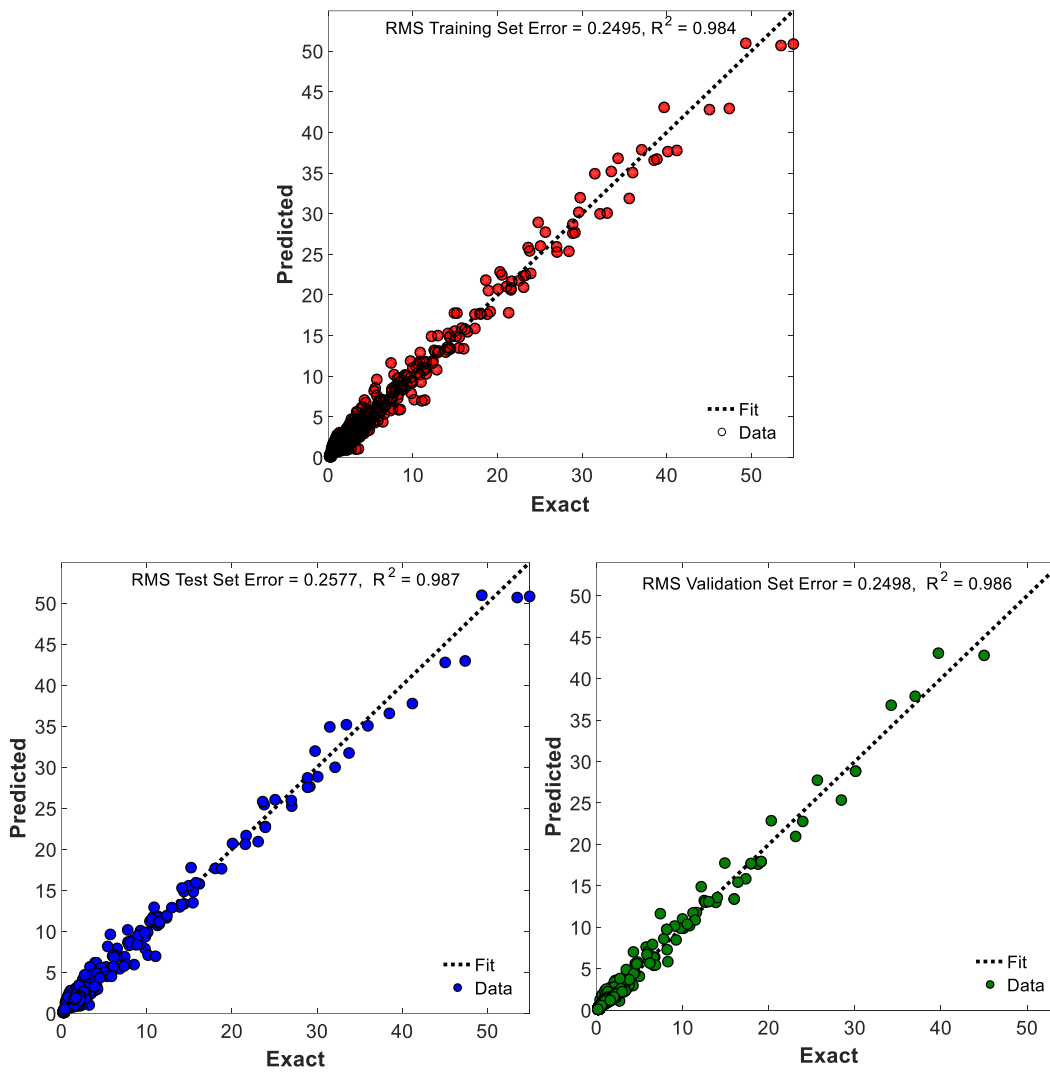 RMS Training Set Error = 0.2495, R2 = 0.984
50
45
40
35
30
25
20
15
10
5
0
Predicted
Fit
Data
0 10 20 30 40 50
Exact
RMS Test Set Error = 0.2577, R2 = 0.987
50
45
40
35
30
25
20
15
10
5
0
Predicted
Fit
Data
0 10 20 30 40 50
Exact
RMS Validation Set Error = 0.2498, R2 = 0.986
50
45
40
35
30
25
20
15
10
5
0
Predicted
Fit
Data
0 10 20 30 40 50
Exact